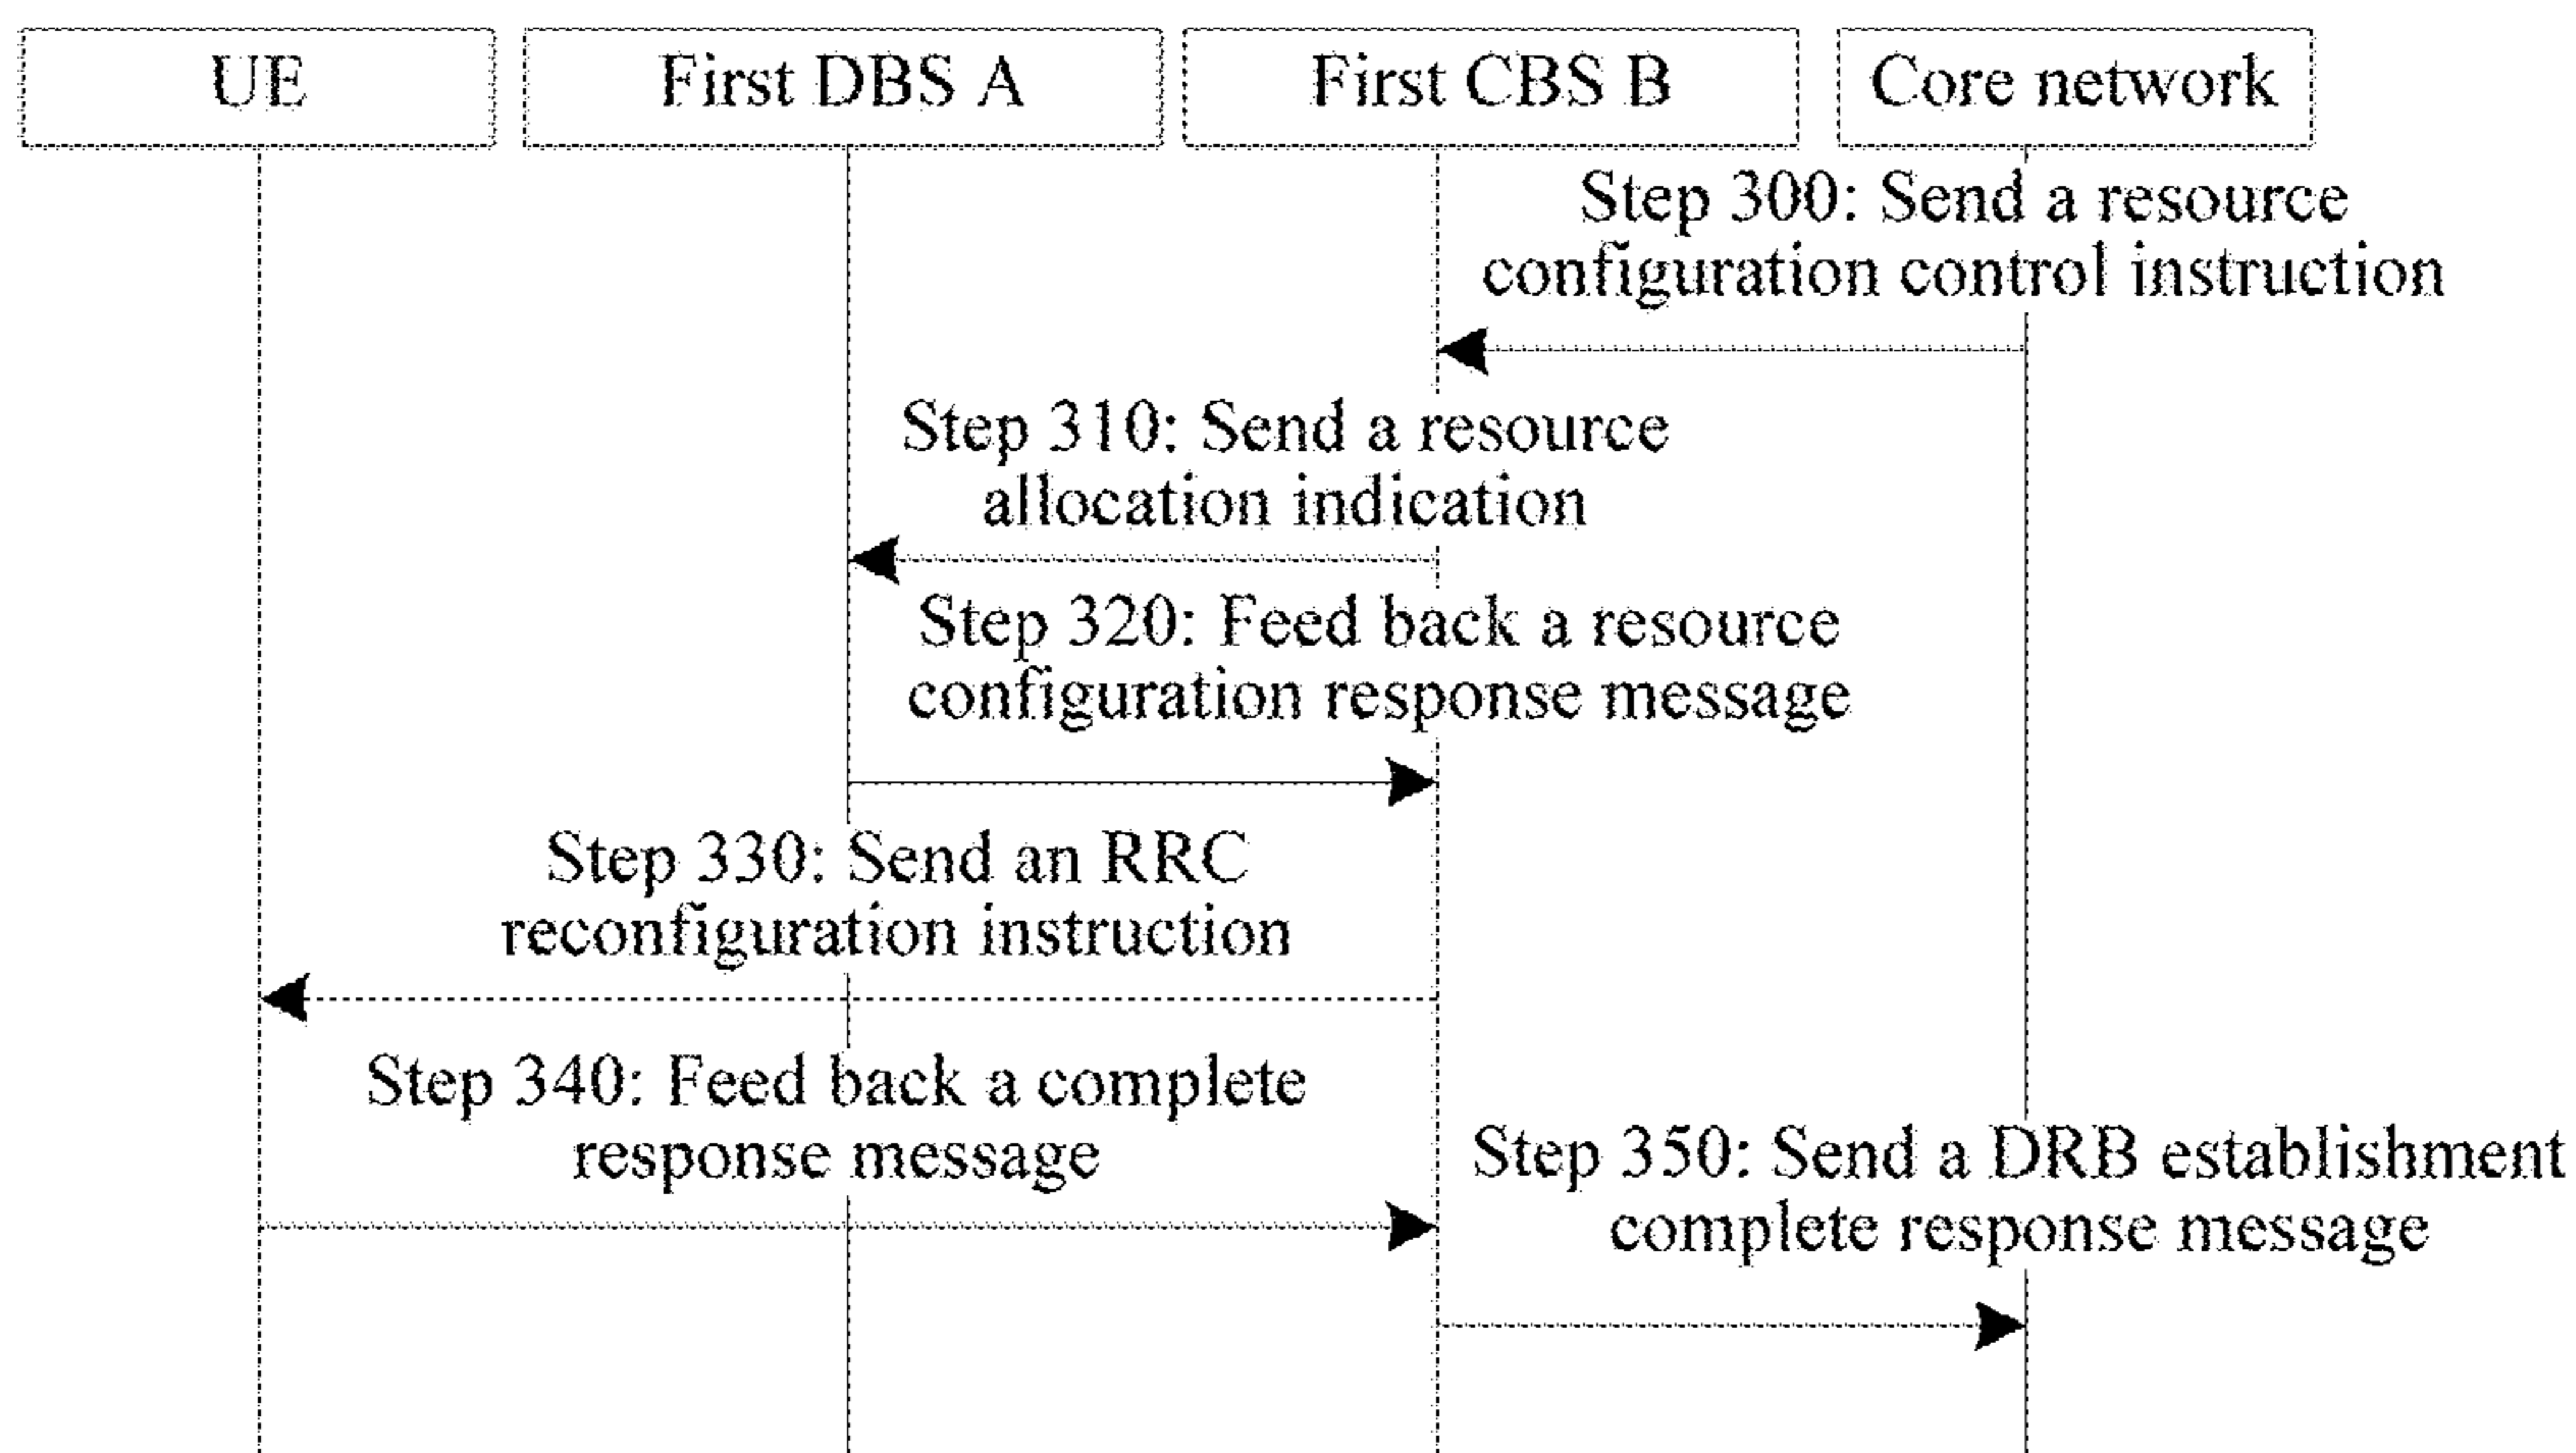 UE
First DBS A
First CBS B
Core network
Step 300: Send a resource
configuration control instruction
Step 310: Send a resource
allocation indication
Step 320: Feed back a resource
configuration response message
Step 330: Send an RRC
reconfiguration instruction
Step 340: Feed back a complete
response message
Step 350: Send a DRB establishment
complete response message